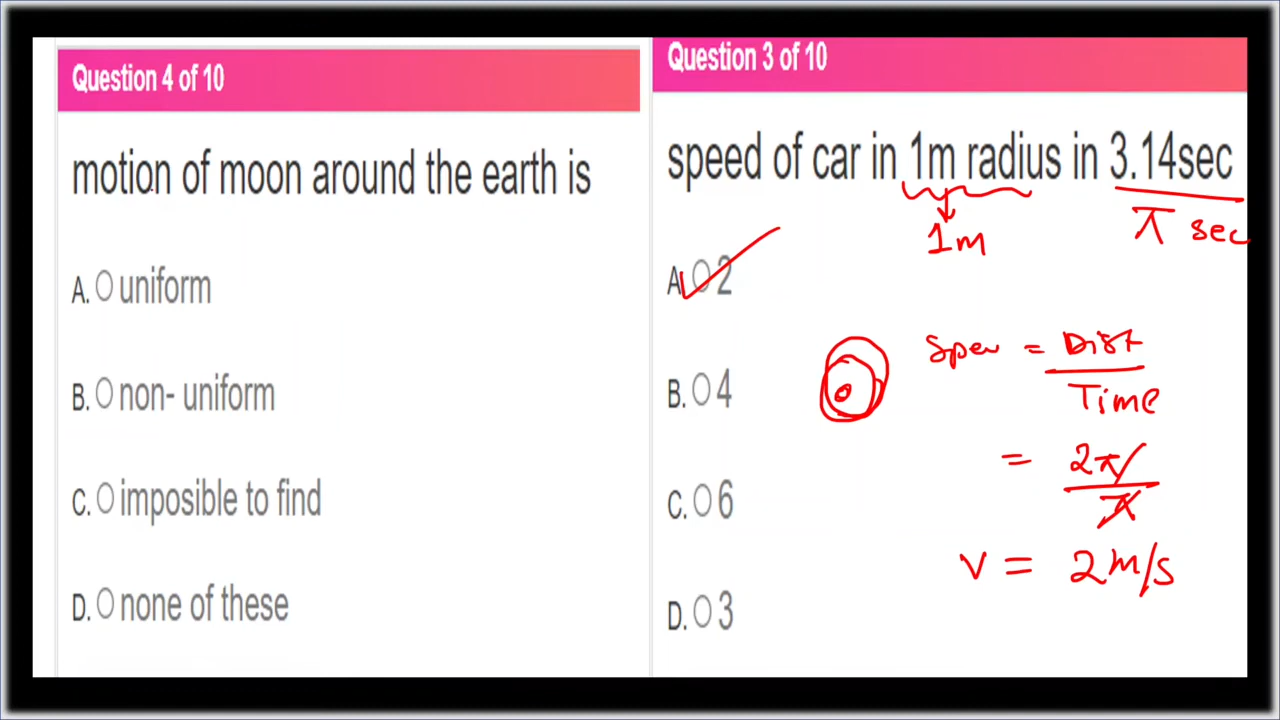 Question 4 of 10
motion of moon around the earth is
A. uniform
B. non- uniform
C. imposible to find
D. none of these
Question 3 of 10
speed of car in 1m radius in 3.14sec
1m
π sec
A. 2
B. 4
C. 6
D. 3
= Dist
Time
= 2π
π
v = 2m/s